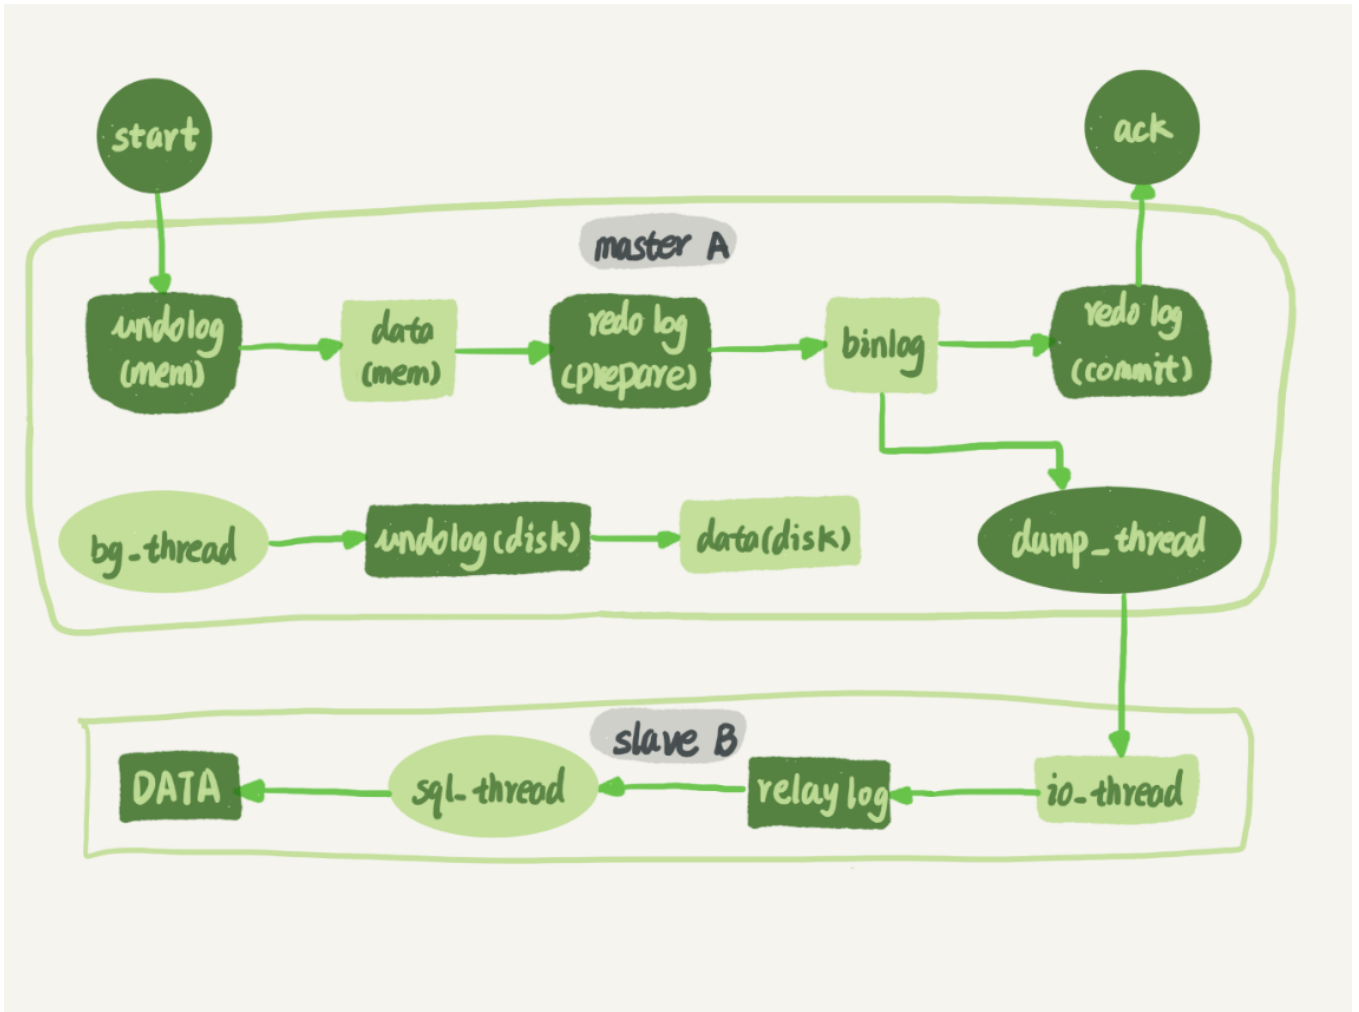 start
ack
master A
undolog
(mem)
data
(mem)
redo log
(prepare)
binlog
redo log
(commit)
bg_thread
undolog(disk)
data(disk)
dump_thread
slave B
DATA
sql_thread
relay log
io_thread